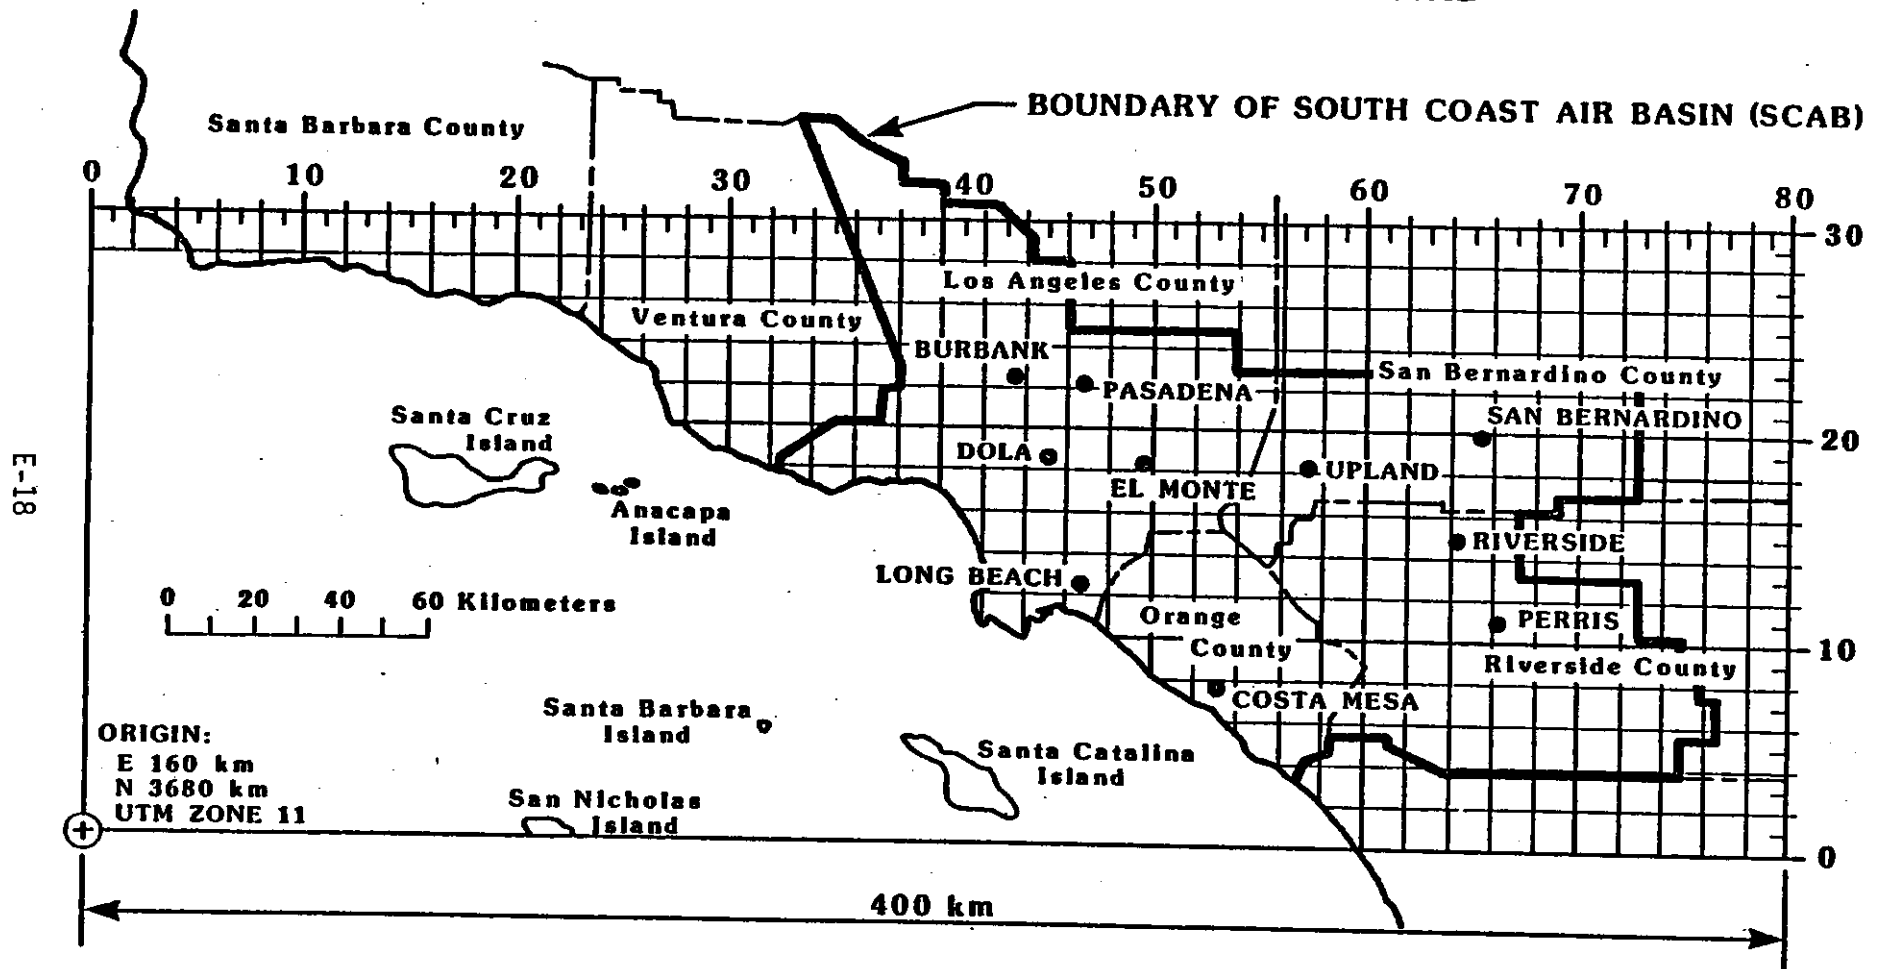 BOUNDARY OF SOUTH COAST AIR BASIN (SCAB)
Santa Barbara County
0 10 20 30 40 50 60 70 80
30
Los Angeles County
Ventura County
BURBANK
San Bernardino County
PASADENA
Santa Cruz
Island
SAN BERNARDINO
20
DOLA
UPLAND
EL MONTE
Anacapa
Island
RIVERSIDE
LONG BEACH
0 20 40 60 Kilometers
Orange
County
PERRIS
10
Riverside County
COSTA MESA
Santa Barbara
Island
Santa Catalina
Island
ORIGIN:
E 160 km
N 3680 km
UTM ZONE 11
San Nicholas
Island
0
400 km
E-18